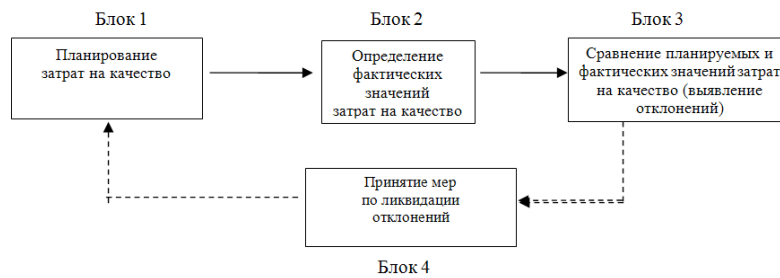 Блок 1
Блок 2
Блок 3
Планирование
затрат на качество
Определение
фактических
значений
затрат на качество
Сравнение планируемых и
фактических значений затрат
на качество (выявление
отклонений)
Принятие мер
по ликвидации
отклонений
Блок 4